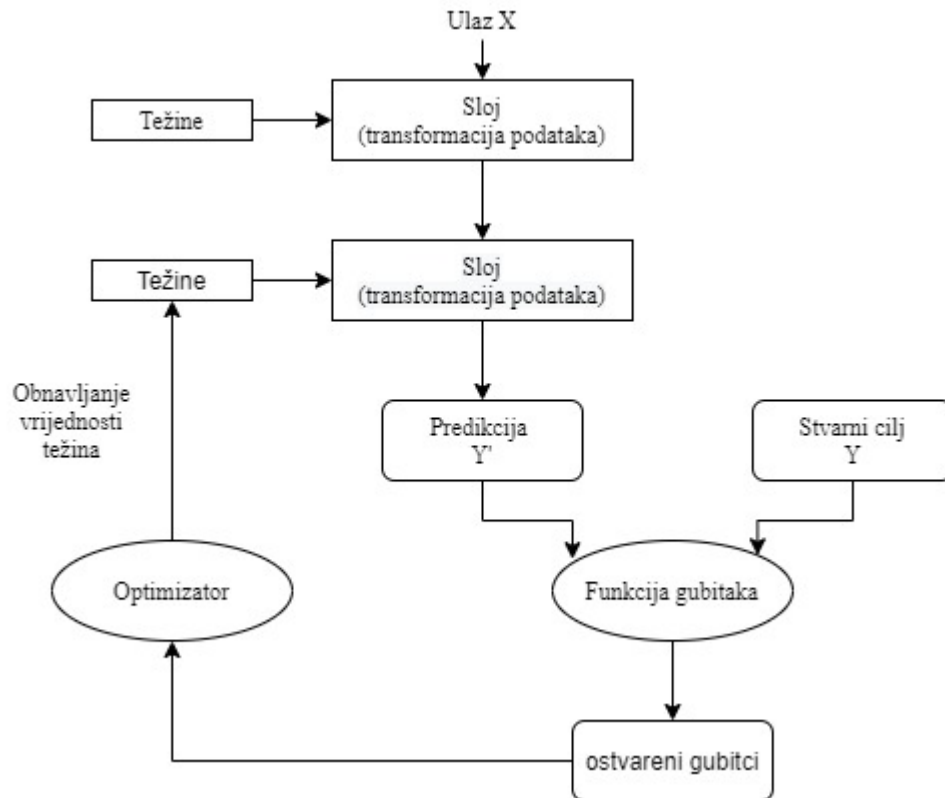 Ulaz X
Težine
Sloj
(transformacija podataka)
Težine
Sloj
(transformacija podataka)
Obnavljanje
vrijednosti
težina
Predikcija
Y'
Stvarni cilj
Y
Optimizator
Funkcija gubitaka
ostvareni gubitci